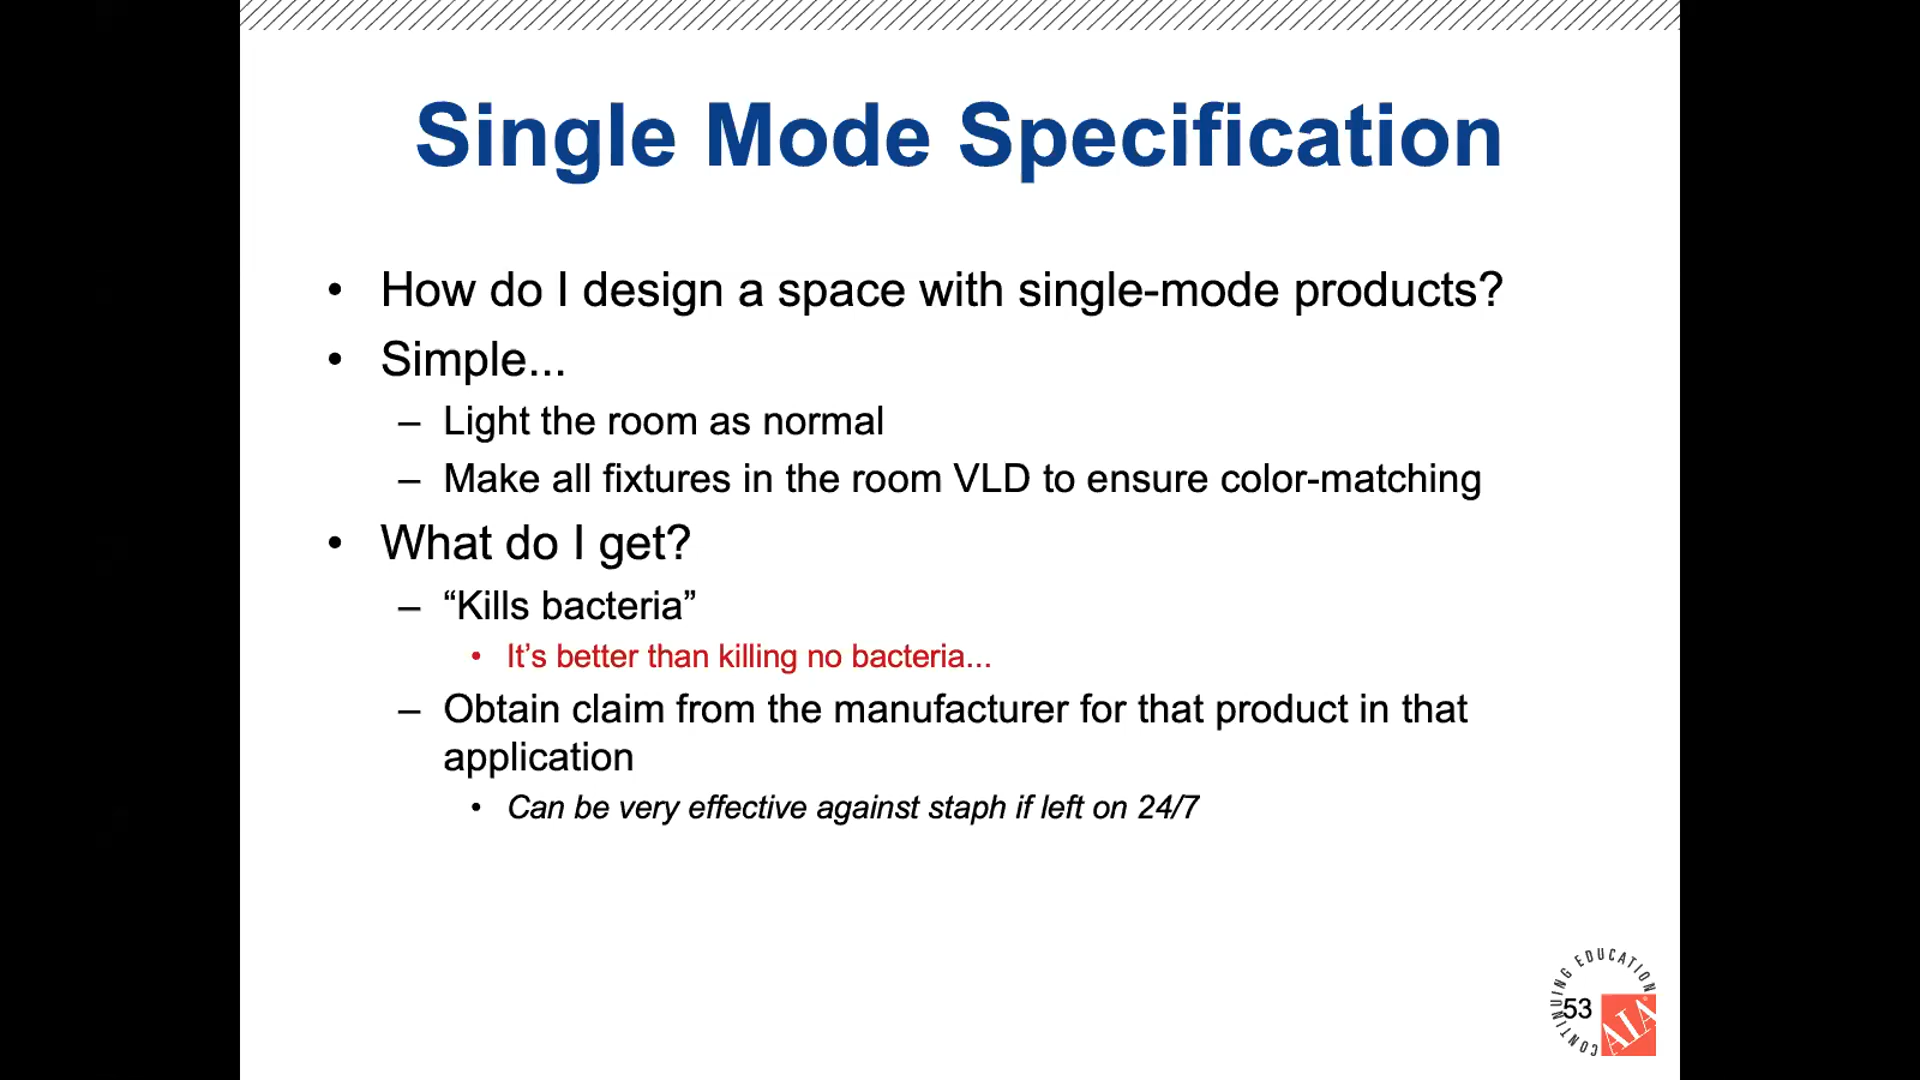 Single Mode Specification
• How do I design a space with single-mode products?
• Simple...
– Light the room as normal
– Make all fixtures in the room VLD to ensure color-matching
• What do I get?
– “Kills bacteria”
• It’s better than killing no bacteria...
– Obtain claim from the manufacturer for that product in that
application
• Can be very effective against staph if left on 24/7
CONTINUING EDUCATION
53
AIA